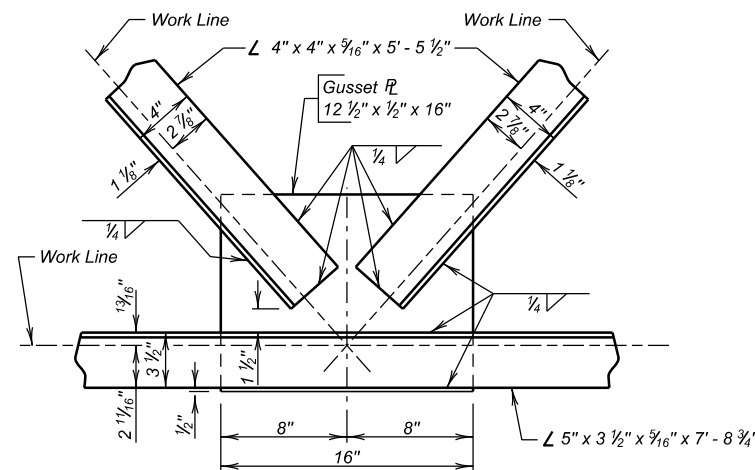 Work Line
Work Line
∠ 4" x 4" x 5/16" x 5' - 5 1/2"
Gusset ℄
12 1/2" x 1/2" x 16"
4"
2 7/8"
1 1/8"
4"
2 7/8"
1 1/8"
1/4
1/4
Work Line
1/4
13/16"
3 1/2"
2 11/16"
1/2"
1 1/2"
8"
8"
16"
∠ 5" x 3 1/2" x 5/16" x 7' - 8 3/4"